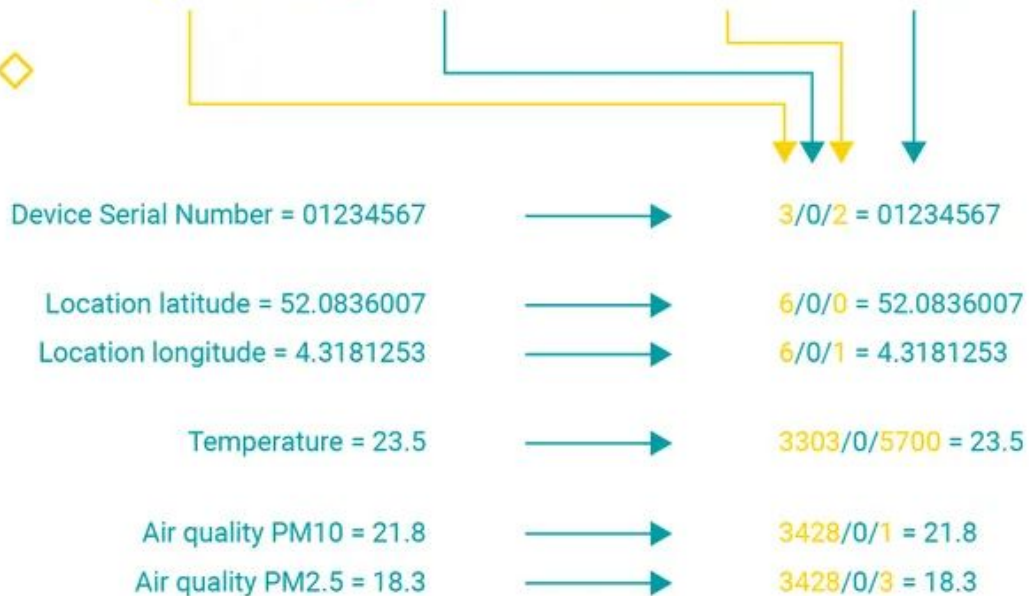 Device Serial Number = 01234567 3/0/2 = 01234567
Location latitude = 52.0836007 6/0/0 = 52.0836007
Location longitude = 4.3181253 6/0/1 = 4.3181253
Temperature = 23.5 3303/0/5700 = 23.5
Air quality PM10 = 21.8 3428/0/1 = 21.8
Air quality PM2.5 = 18.3 3428/0/3 = 18.3